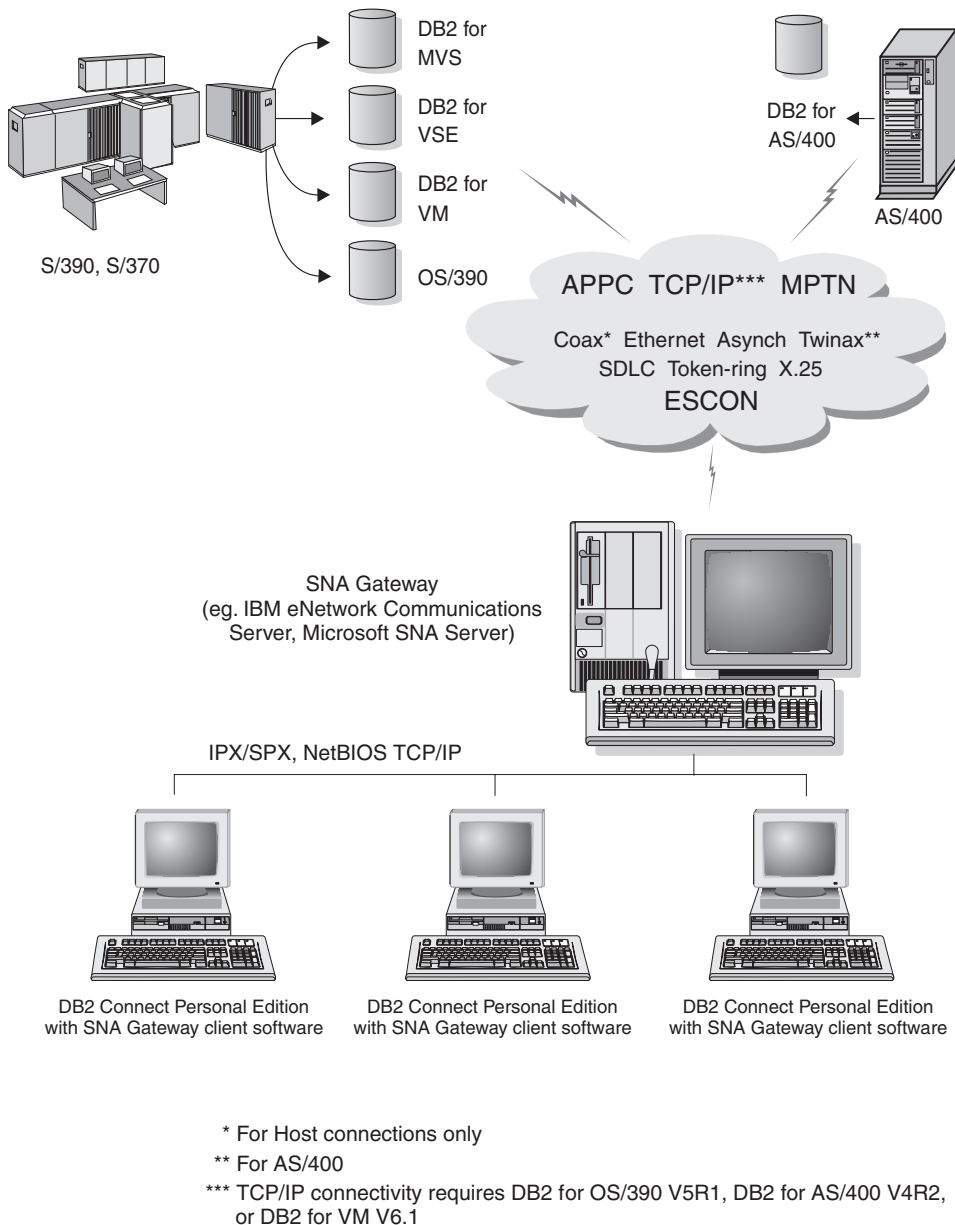 DB2 for
MVS
DB2 for
VSE
DB2 for
VM
OS/390
S/390, S/370
DB2 for
AS/400
AS/400
APPC TCP/IP*** MPTN
Coax* Ethernet Asynch Twinax**
SDLC Token-ring X.25
ESCON
SNA Gateway
(eg. IBM eNetwork Communications
Server, Microsoft SNA Server)
IPX/SPX, NetBIOS TCP/IP
DB2 Connect Personal Edition
with SNA Gateway client software
DB2 Connect Personal Edition
with SNA Gateway client software
DB2 Connect Personal Edition
with SNA Gateway client software
* For Host connections only
** For AS/400
*** TCP/IP connectivity requires DB2 for OS/390 V5R1, DB2 for AS/400 V4R2,
or DB2 for VM V6.1